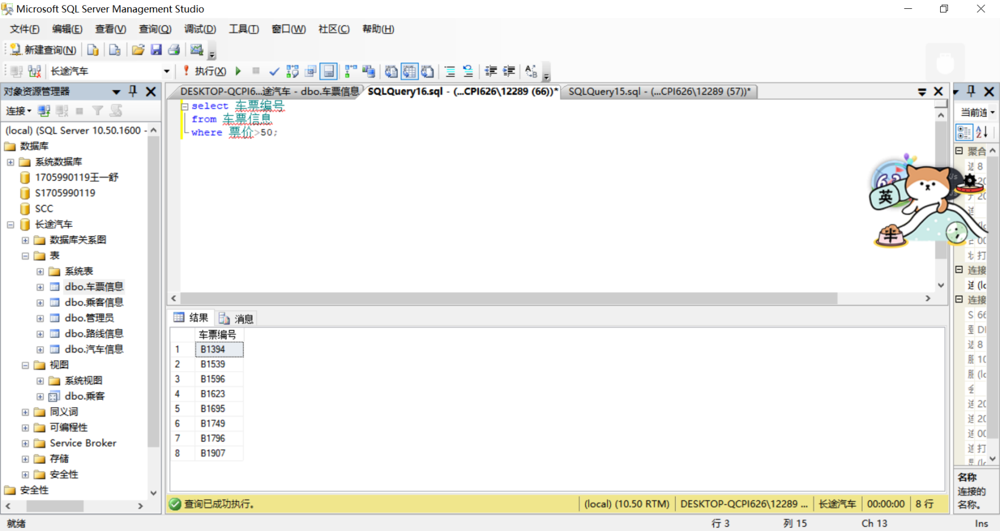 Microsoft SQL Server Management Studio
文件(F) 编辑(E) 查看(V) 查询(Q) 调试(D) 工具(T) 窗口(W) 社区(C) 帮助(H)
新建查询(N)
长途汽车 执行(X)
对象资源管理器
连接
(local) (SQL Server 10.50.1600 -
数据库
系统数据库
1705990119王一舒
S1705990119
SCC
长途汽车
数据库关系图
表
系统表
dbo.车票信息
dbo.乘客信息
dbo.管理员
dbo.路线信息
dbo.汽车信息
视图
系统视图
dbo.乘客
同义词
可编程性
Service Broker
存储
安全性
安全性
DESKTOP-QCPI6...途汽车 - dbo.车票信息 SQLQuery16.sql - (...CPI626\12289 (66))* SQLQuery15.sql - (...CPI626\12289 (57))*
select 车票编号
from 车票信息
where 票价>50;
英
半
结果 消息
车票编号
1 B1394
2 B1539
3 B1596
4 B1623
5 B1695
6 B1749
7 B1796
8 B1907
查询已成功执行。 (local) (10.50 RTM) DESKTOP-QCPI626\12289 ... 长途汽车 00:00:00 8 行
当前连
聚合
8
连接
连接
名称
连接的
名称。
就绪 行 3 列 15 Ch 13 Ins